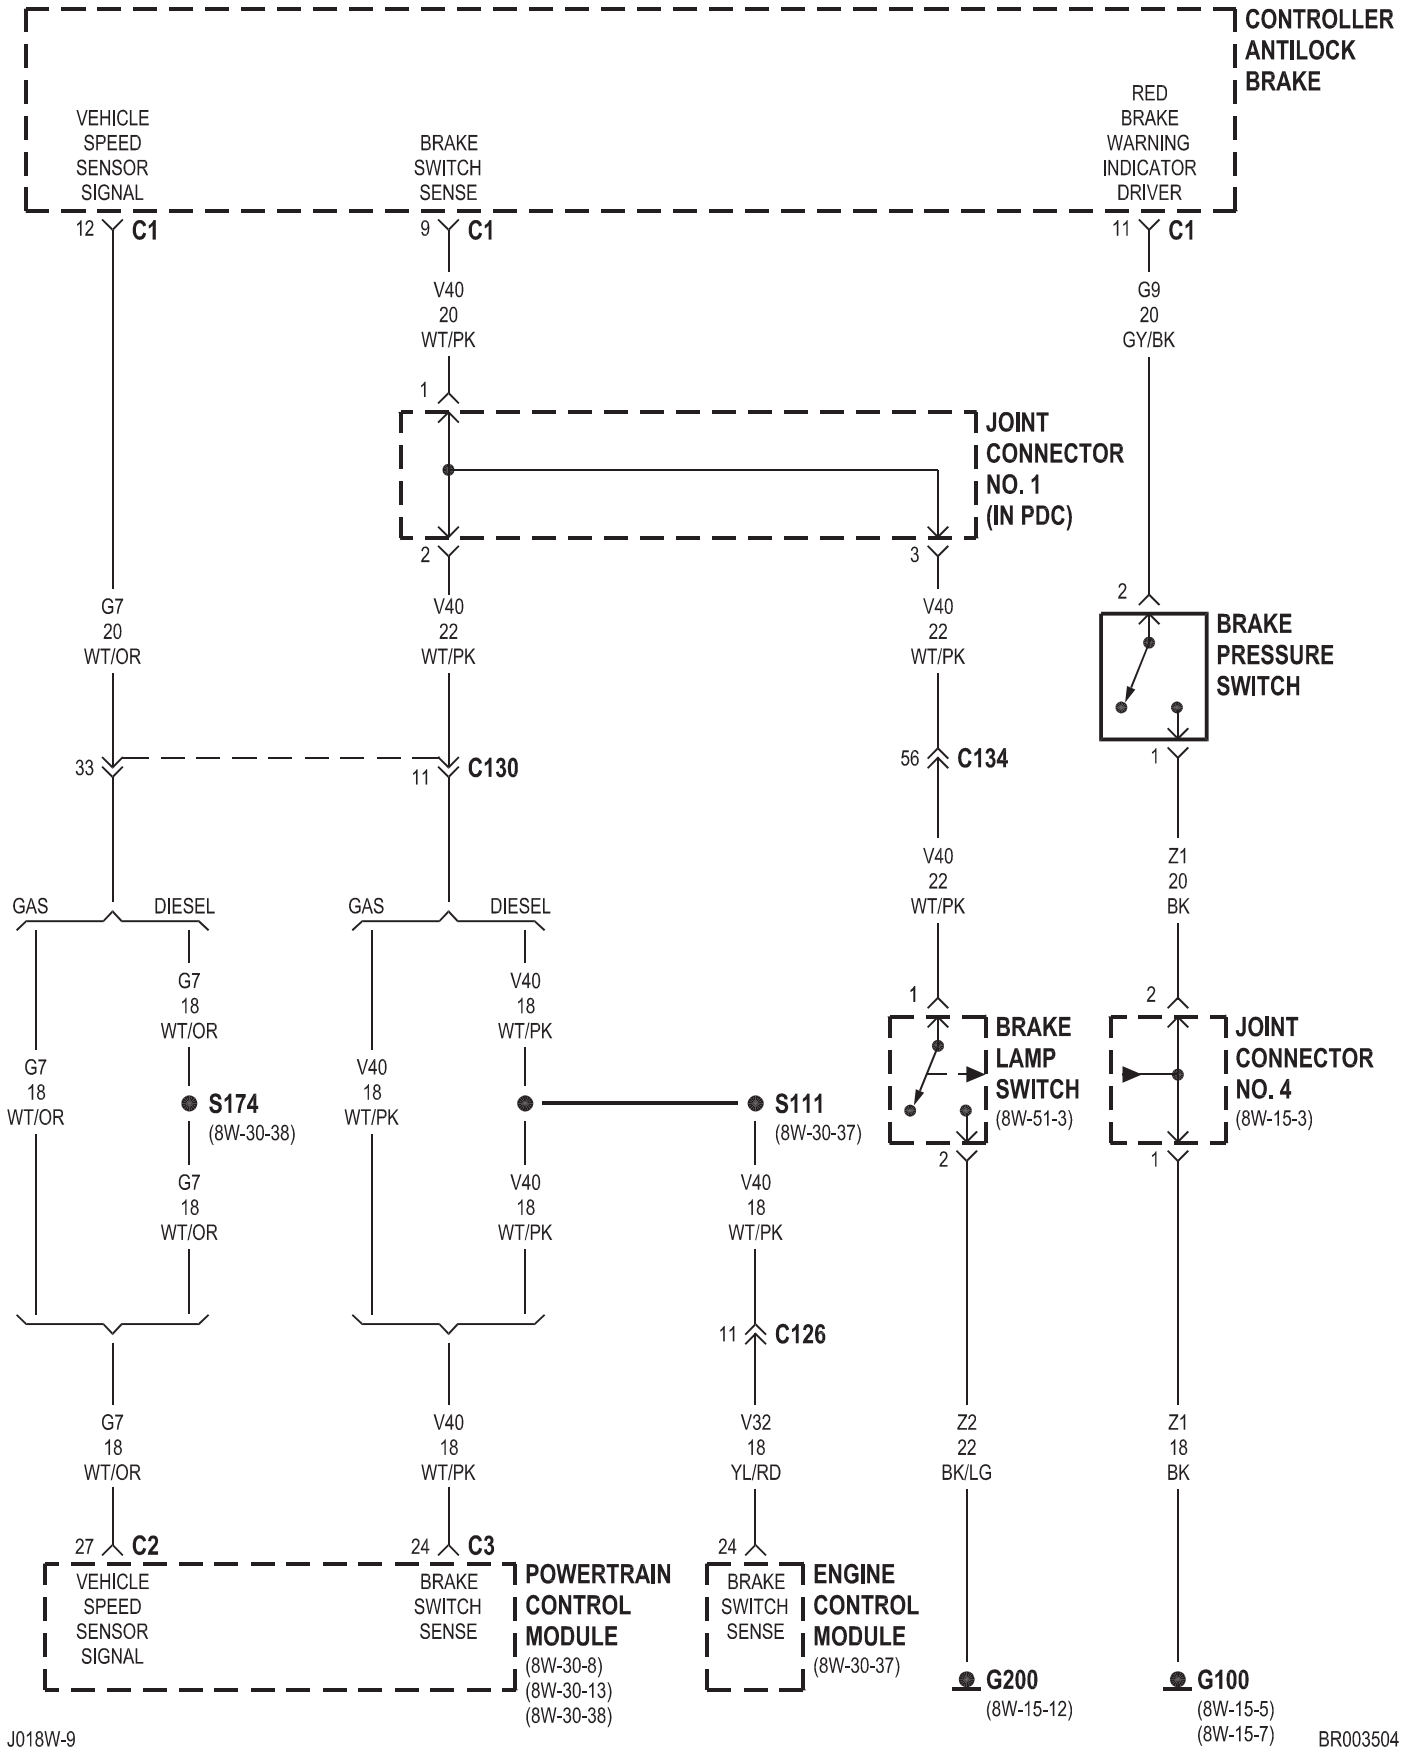 CONTROLLER
ANTILOCK
BRAKE
VEHICLE
SPEED
SENSOR
SIGNAL
BRAKE
SWITCH
SENSE
RED
BRAKE
WARNING
INDICATOR
DRIVER
12 C1
9 C1
11 C1
V40
20
WT/PK
G9
20
GY/BK
1
JOINT
CONNECTOR
NO. 1
(IN PDC)
2
3
G7
20
WT/OR
V40
22
WT/PK
V40
22
WT/PK
2
BRAKE
PRESSURE
SWITCH
1
33
11 C130
56 C134
V40
22
WT/PK
Z1
20
BK
GAS DIESEL
GAS DIESEL
G7
18
WT/OR
G7
18
WT/OR
V40
18
WT/PK
V40
18
WT/PK
S174
(8W-30-38)
S111
(8W-30-37)
1
BRAKE
LAMP
SWITCH
(8W-51-3)
2
2
JOINT
CONNECTOR
NO. 4
(8W-15-3)
1
G7
18
WT/OR
V40
18
WT/PK
V40
18
WT/PK
11 C126
G7
18
WT/OR
V40
18
WT/PK
V32
18
YL/RD
Z2
22
BK/LG
Z1
18
BK
27 C2
24 C3
24
VEHICLE
SPEED
SENSOR
SIGNAL
BRAKE
SWITCH
SENSE
POWERTRAIN
CONTROL
MODULE
(8W-30-8)
(8W-30-13)
(8W-30-38)
BRAKE
SWITCH
SENSE
ENGINE
CONTROL
MODULE
(8W-30-37)
G200
(8W-15-12)
G100
(8W-15-5)
(8W-15-7)
J018W-9
BR003504